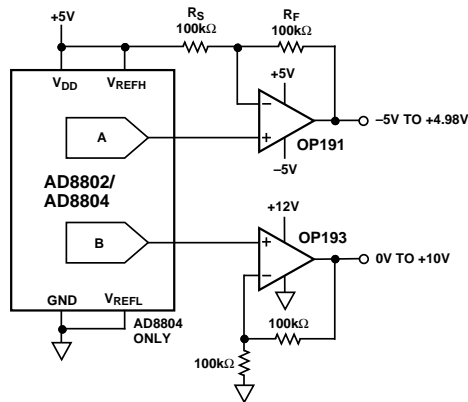 +5V
R_S
100kΩ
R_F
100kΩ
V_DD
V_REFH
+5V
−
+
A
–5V TO +4.98V
OP191
–5V
AD8802/
AD8804
+12V
OP193
B
+
−
0V TO +10V
GND
V_REFL
AD8804
ONLY
100kΩ
100kΩ